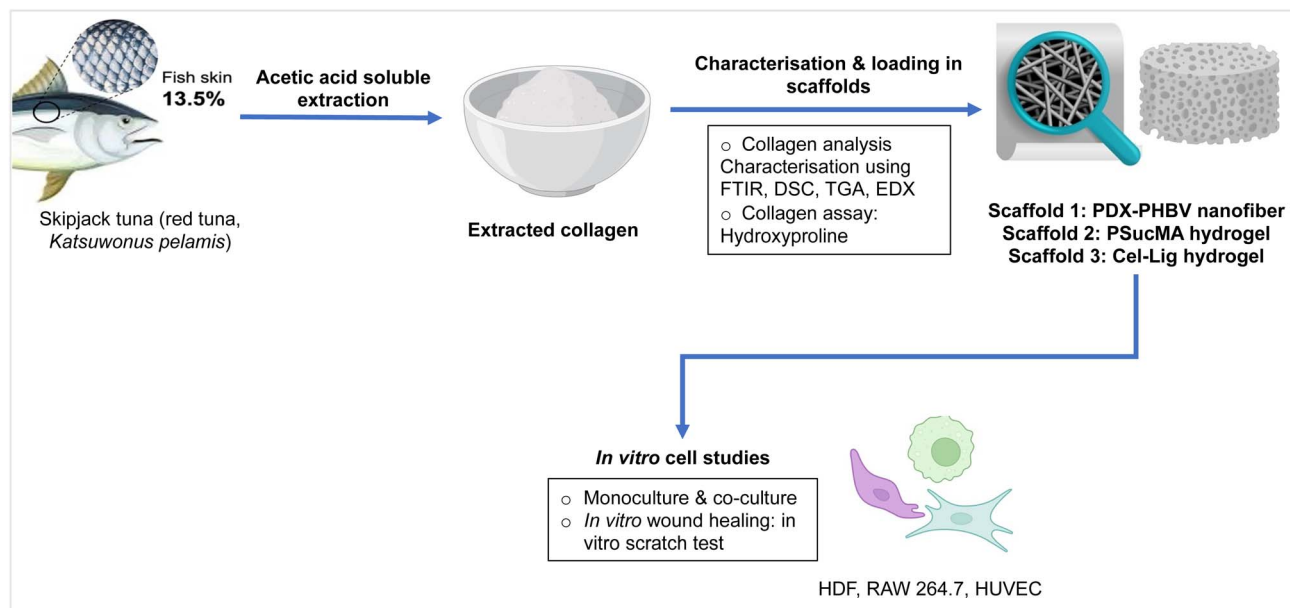 Fish skin
13.5%
Skipjack tuna (red tuna,
Katsuwonus pelamis)
Acetic acid soluble
extraction
Extracted collagen
Characterisation & loading in
scaffolds
o Collagen analysis
Characterisation using
FTIR, DSC, TGA, EDX
o Collagen assay:
Hydroxyproline
Scaffold 1: PDX-PHBV nanofiber
Scaffold 2: PSucMA hydrogel
Scaffold 3: Cel-Lig hydrogel
In vitro cell studies
o Monoculture & co-culture
o In vitro wound healing: in
vitro scratch test
HDF, RAW 264.7, HUVEC